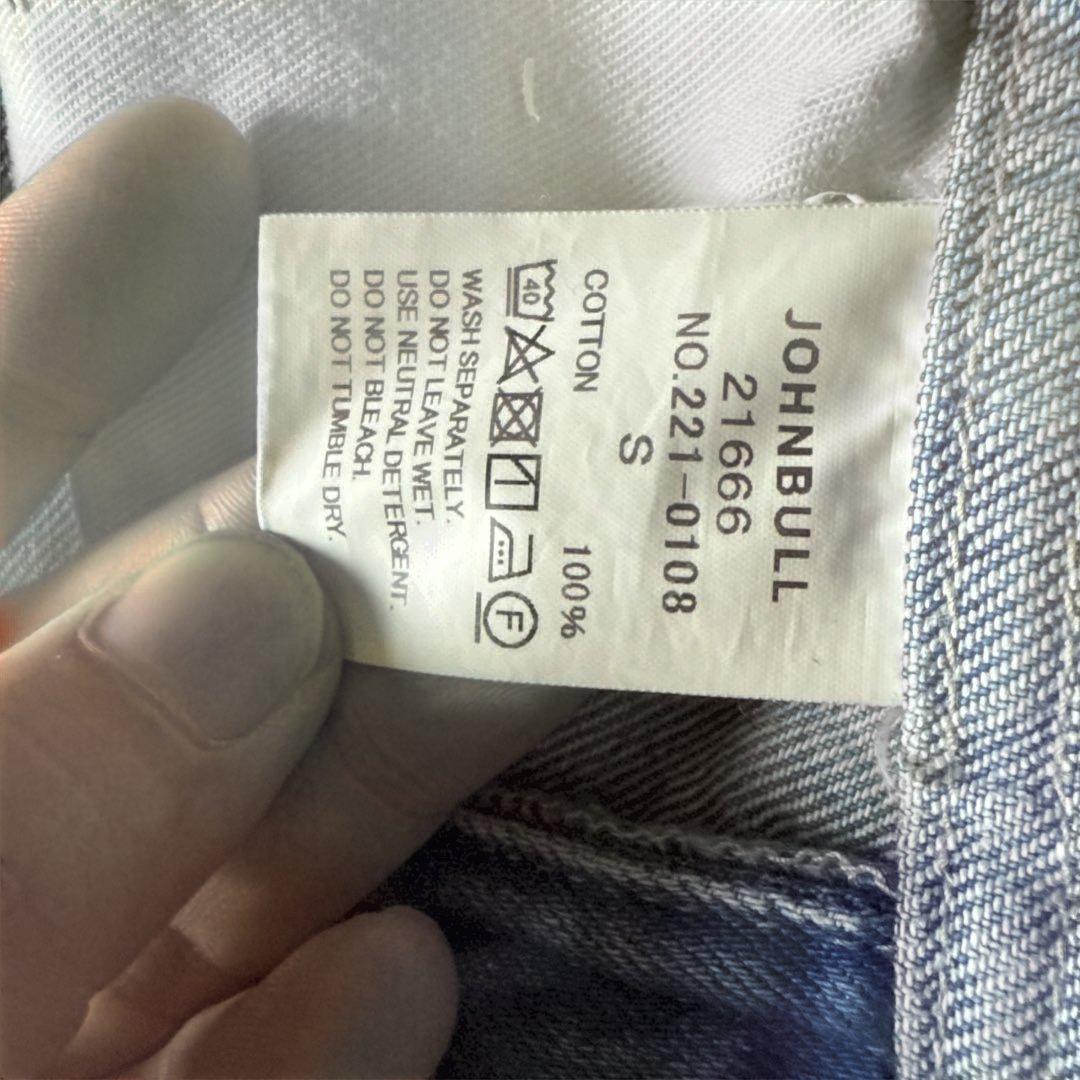 JOHNBULL
21666
NO.221-0108
S
COTTON 100%
40 F
WASH SEPARATELY.
DO NOT LEAVE WET.
USE NEUTRAL DETERGENT.
DO NOT BLEACH.
DO NOT TUMBLE DRY.